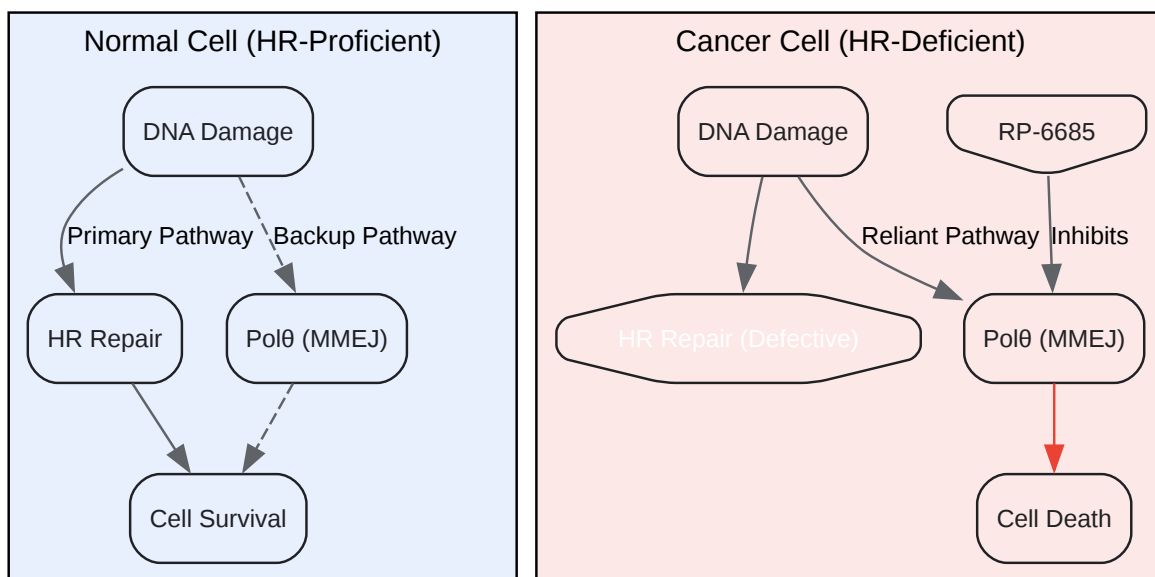 Normal Cell (HR-Proficient)
DNA Damage
Primary Pathway
Backup Pathway
HR Repair
Polθ (MMEJ)
Cell Survival
Cancer Cell (HR-Deficient)
DNA Damage
RP-6685
Reliant Pathway
Inhibits
HR Repair (Defective)
Polθ (MMEJ)
Cell Death